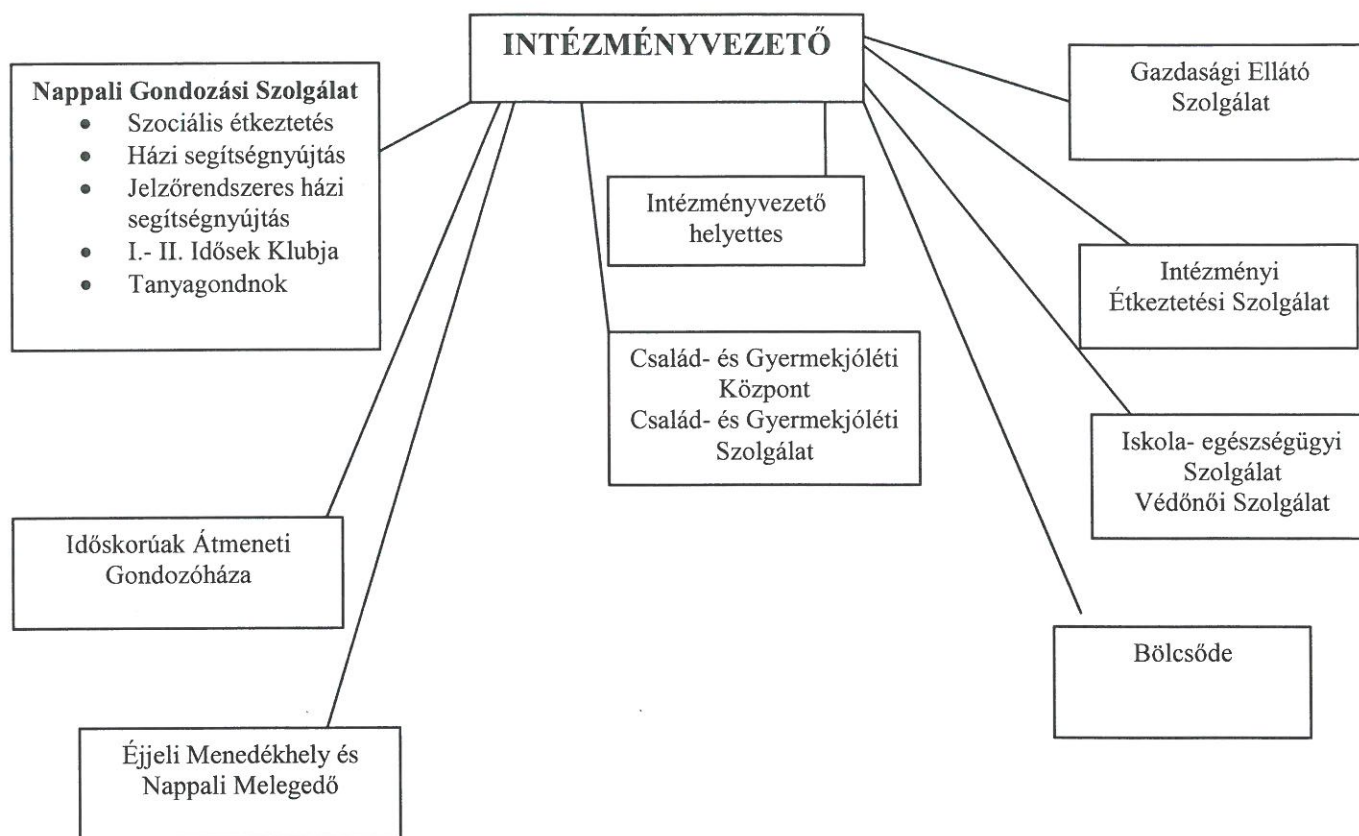 INTÉZMÉNYVEZETŐ
Nappali Gondozási Szolgálat
• Szociális étkeztetés
• Házi segítségnyújtás
• Jelzőrendszeres házi
segítségnyújtás
• I.- II. Idősek Klubja
• Tanyagondnok
Gazdasági Ellátó
Szolgálat
Intézményvezető
helyettes
Intézményi
Étkeztetési Szolgálat
Család- és Gyermekjóléti
Központ
Család- és Gyermekjóléti
Szolgálat
Iskola- egészségügyi
Szolgálat
Védőnői Szolgálat
Időskorúak Átmeneti
Gondozóháza
Bölcsőde
Éjjeli Menedékhely és
Nappali Melegedő